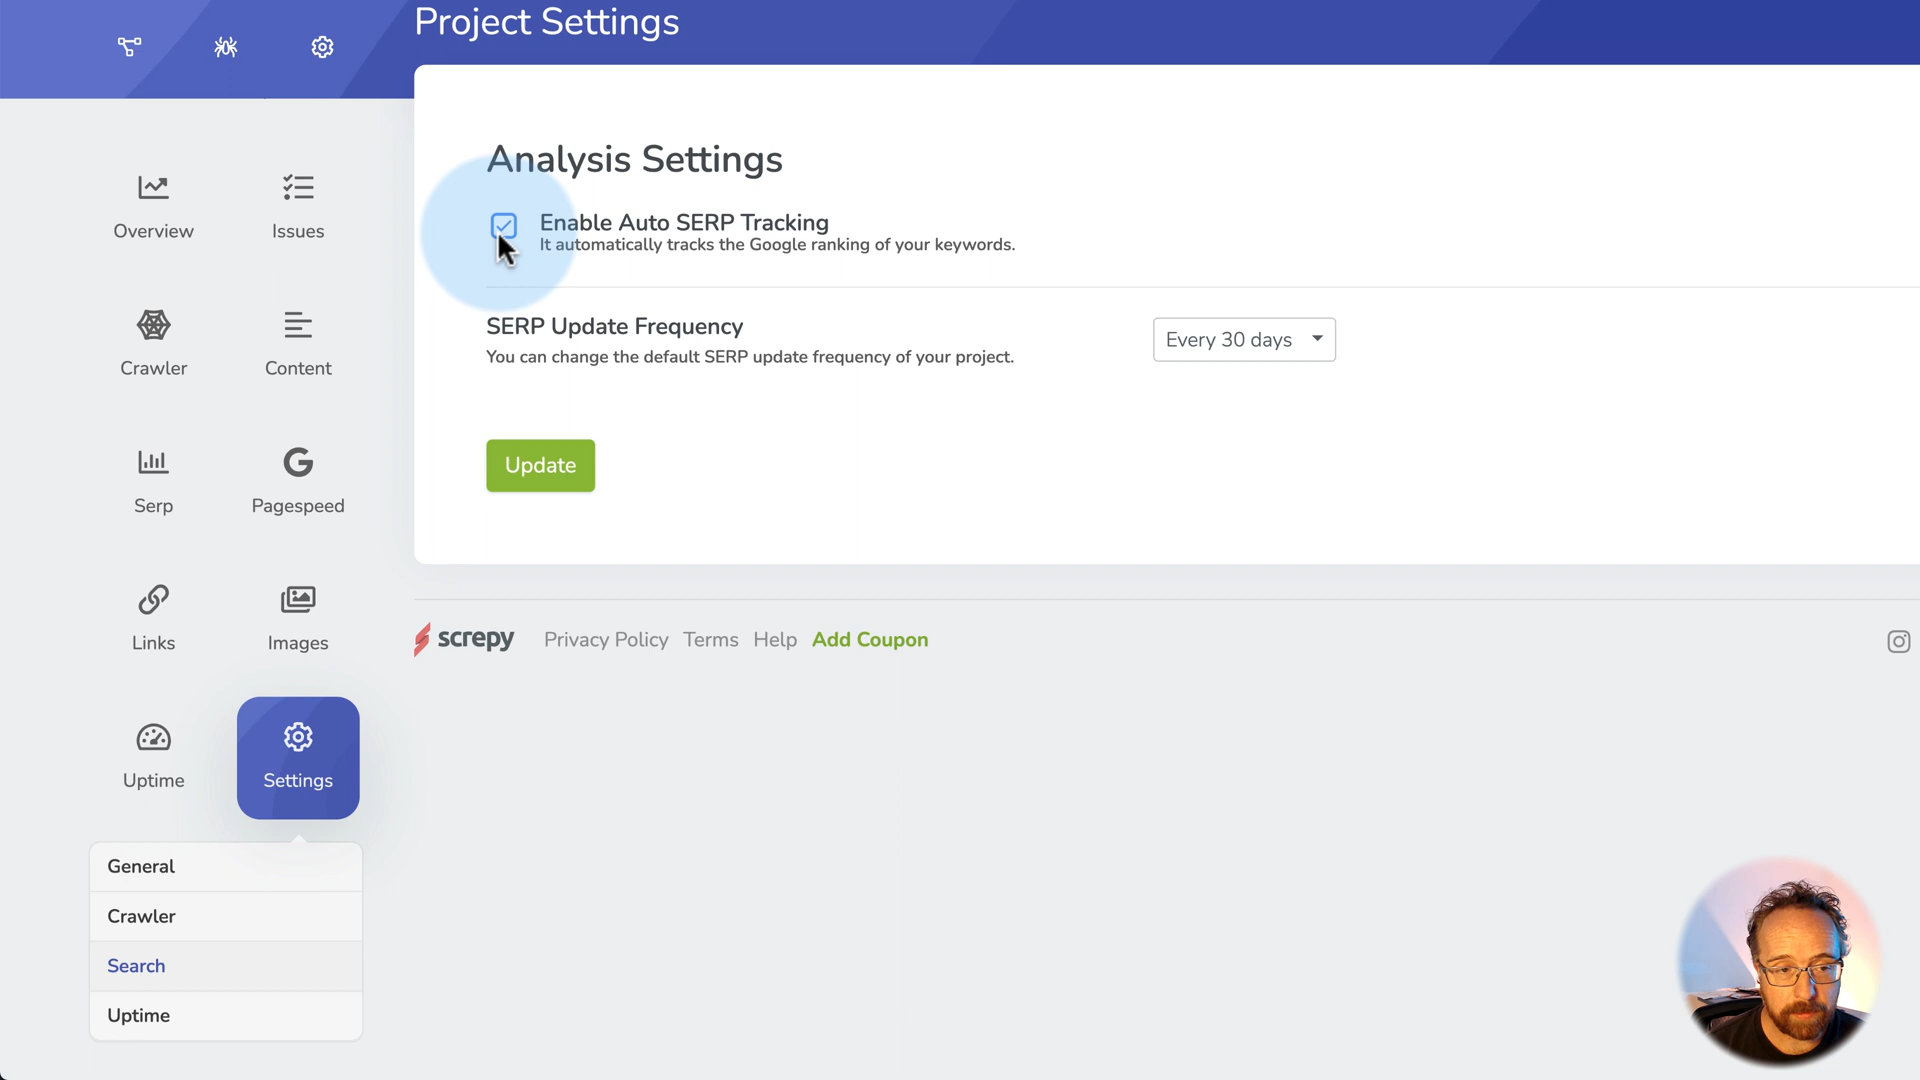 Project Settings
Overview
Issues
Crawler
Content
Serp
Pagespeed
Links
Images
Uptime
Settings
General
Crawler
Search
Uptime
Analysis Settings
Enable Auto SERP Tracking
It automatically tracks the Google ranking of your keywords.
SERP Update Frequency
You can change the default SERP update frequency of your project.
Every 30 days
Update
screpy Privacy Policy Terms Help Add Coupon